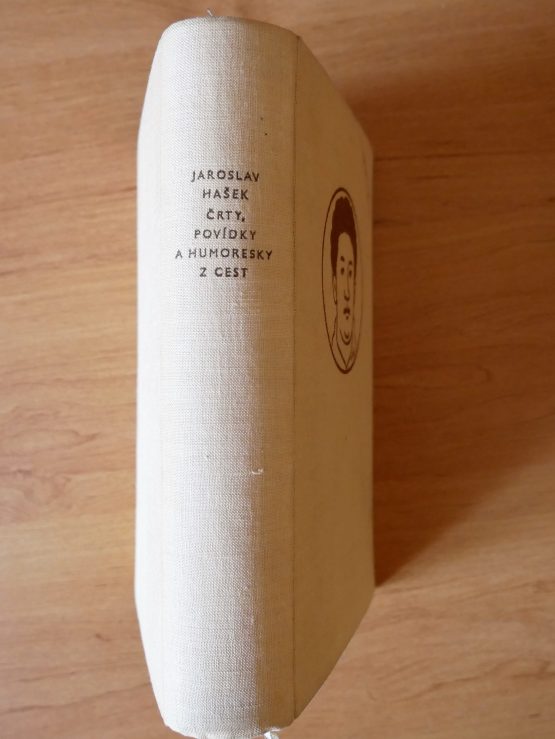 JAROSLAV
HAŠEK
ČRTY,
POVÍDKY
A HUMORESKY
Z CEST